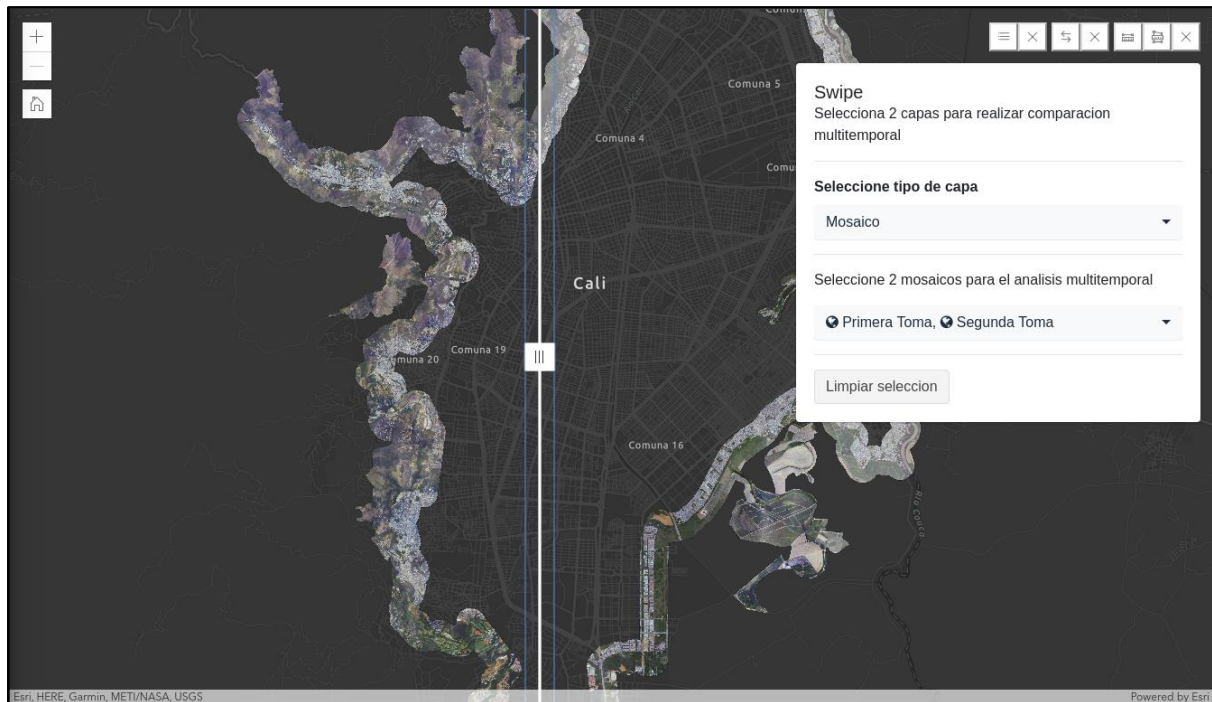 Comuna 5
Comuna 4
Cali
Comuna 19
Comuna 16
Río Cauca
Swipe
Selecciona 2 capas para realizar comparacion
multitemporal
Seleccione tipo de capa
Mosaico
Seleccione 2 mosaicos para el analisis multitemporal
Primera Toma, Segunda Toma
Limpiar seleccion
Esri, HERE, Garmin, METI/NASA, USGS
Powered by Esri